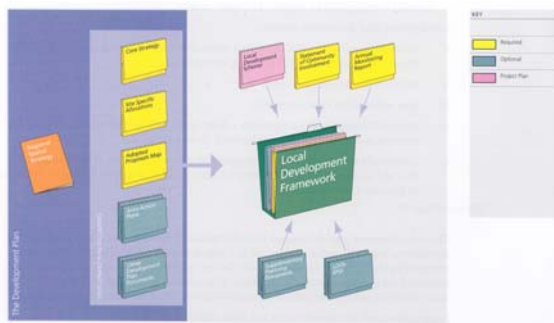 KEY
Required
Optional
Project Plan
Core Strategy
Site Specific
Allocations
Adopted
Proposals Map
Area Action
Plans
Other
Development
Plan
Documents
Regional
Spatial
Strategy
The Development Plan
Local
Development
Scheme
Statement
of Community
Involvement
Annual
Monitoring
Report
Local
Development
Framework
Supplementary
Planning
Documents